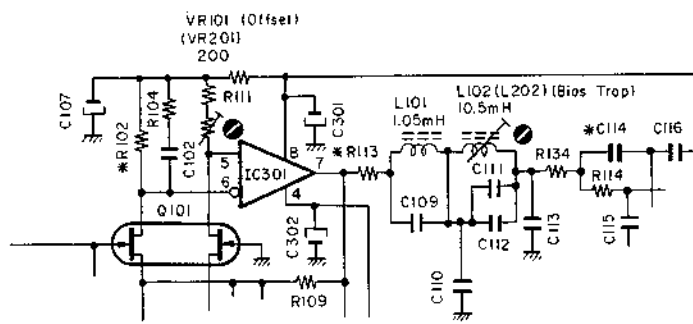 VR101 (Offset)
(VR201)
200
R111
C107
R104
*R102
C102
C301
L101
1.05mH
L102(L202)(Bias Trap)
10.5mH
*C114
C116
8
5
IC301
7
6
4
*R113
C111
R134
R114
Q101
C302
C109
C112
C113
C115
R109
C110